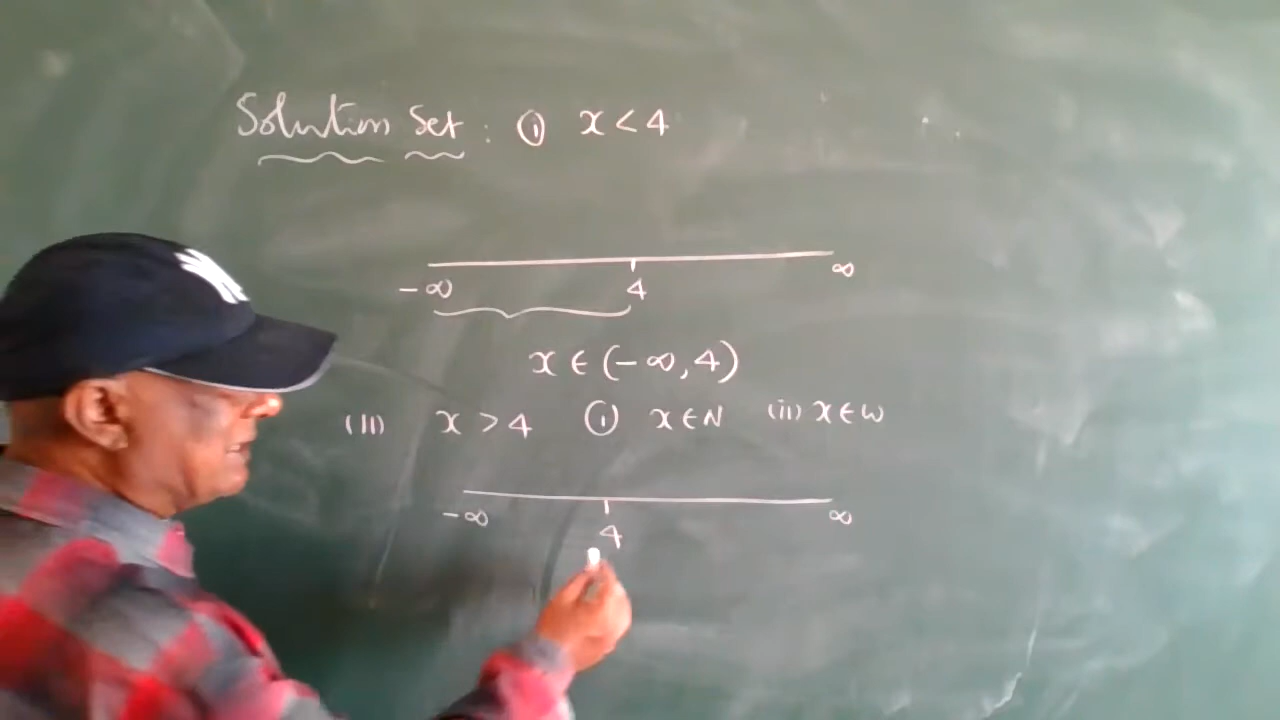 Solution Set : ① x < 4
-∞ 4 ∞
x ∈ (-∞, 4)
(II) x > 4 ① x ∈ N (ii) x ∈ W
-∞ 4 ∞